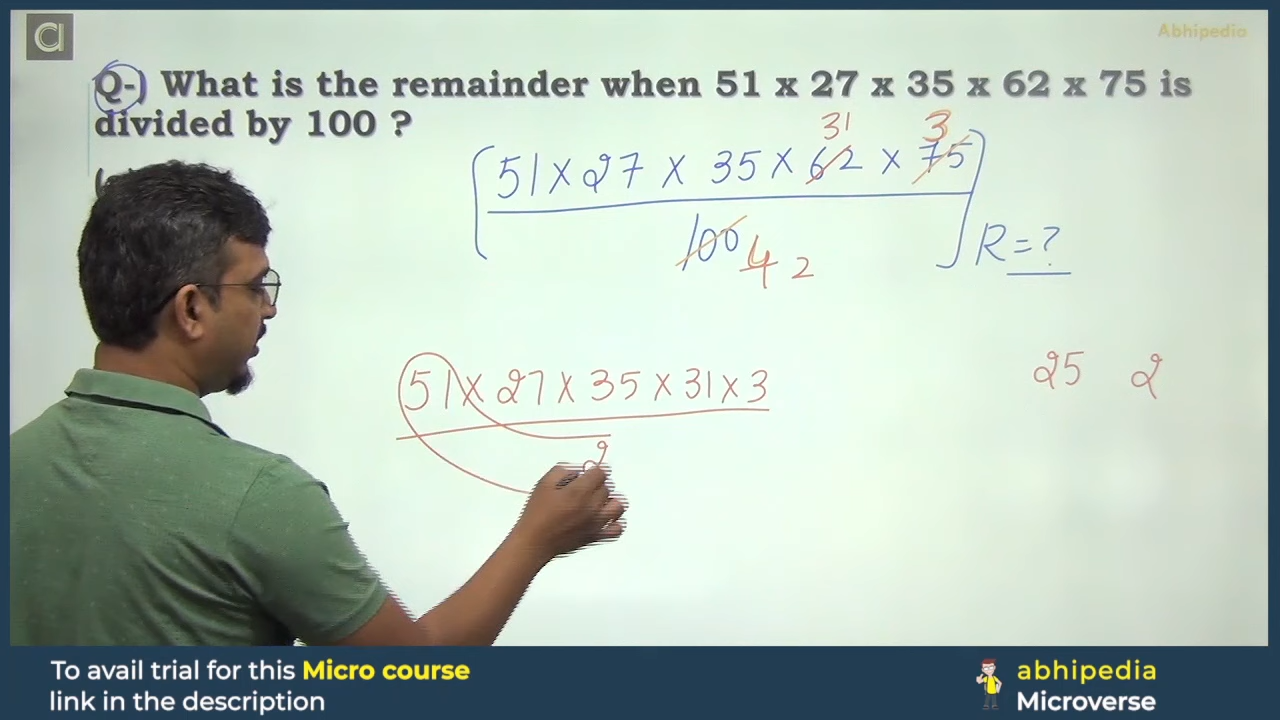 Abhipedia
Q-) What is the remainder when 51 x 27 x 35 x 62 x 75 is
divided by 100 ?
31 3
51 x 27 x 35 x 62 x 75
100 4 2
R = ?
51 x 27 x 35 x 31 x 3
2
25 2
To avail trial for this Micro course
link in the description
abhipedia
Microverse